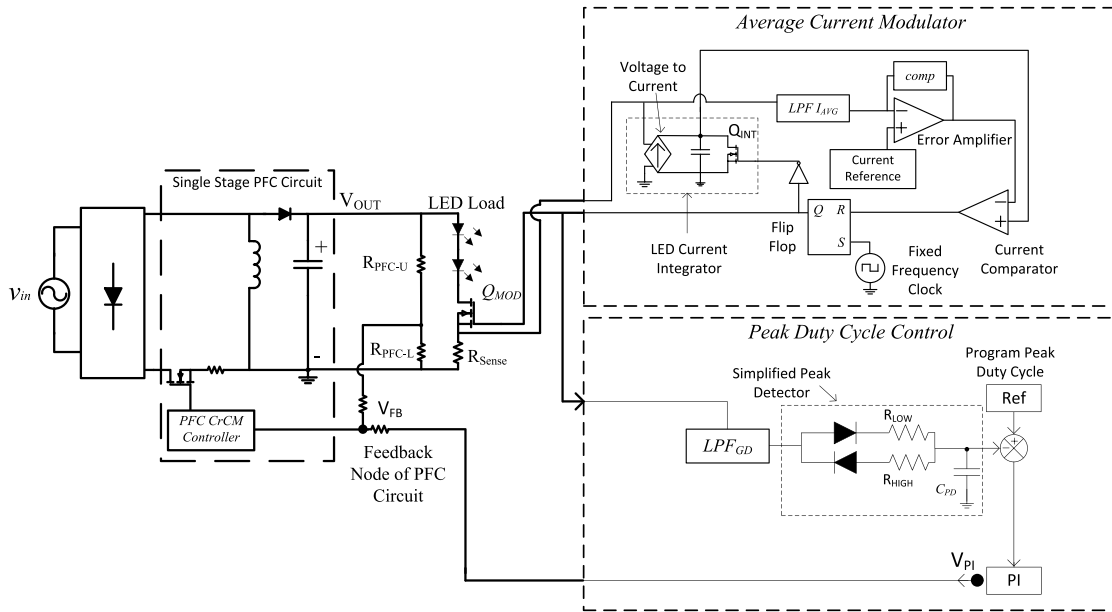 Average Current Modulator
Voltage to
Current
comp
LPF I_AVG
Q_INT
−
+
Error Amplifier
Current
Reference
Single Stage PFC Circuit
V_OUT
LED Load
+
R_PFC-U
Q_MOD
v_in
LED Current
Integrator
Flip
Flop
Q
R
S
Fixed
Frequency
Clock
−
+
Current
Comparator
-
R_PFC-L
R_Sense
PFC CrCM
Controller
V_FB
Feedback
Node of PFC
Circuit
Peak Duty Cycle Control
Simplified Peak
Detector
Program Peak
Duty Cycle
Ref
LPF_GD
R_LOW
R_HIGH
C_PD
−
+
V_PI
PI